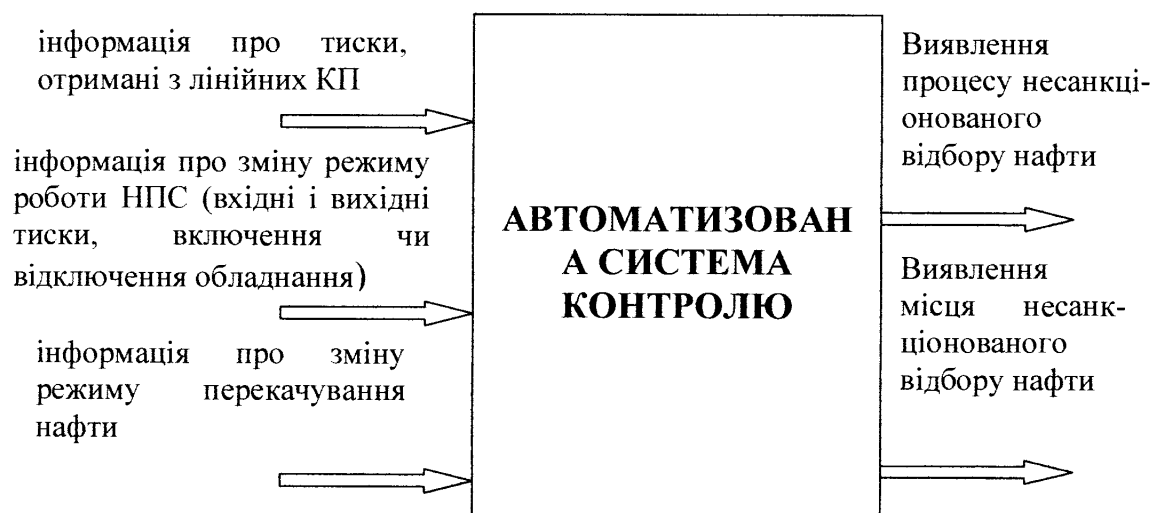 інформація про тиски,
отримані з лінійних КП
інформація про зміну режиму
роботи НПС (вхідні і вихідні
тиски, включення чи
відключення обладнання)
інформація про зміну
режиму перекачування
нафти
АВТОМАТИЗОВАН
А СИСТЕМА
КОНТРОЛЮ
Виявлення
процесу несанкці-
онованого
відбору нафти
Виявлення
місця несанк-
ціонованого
відбору нафти